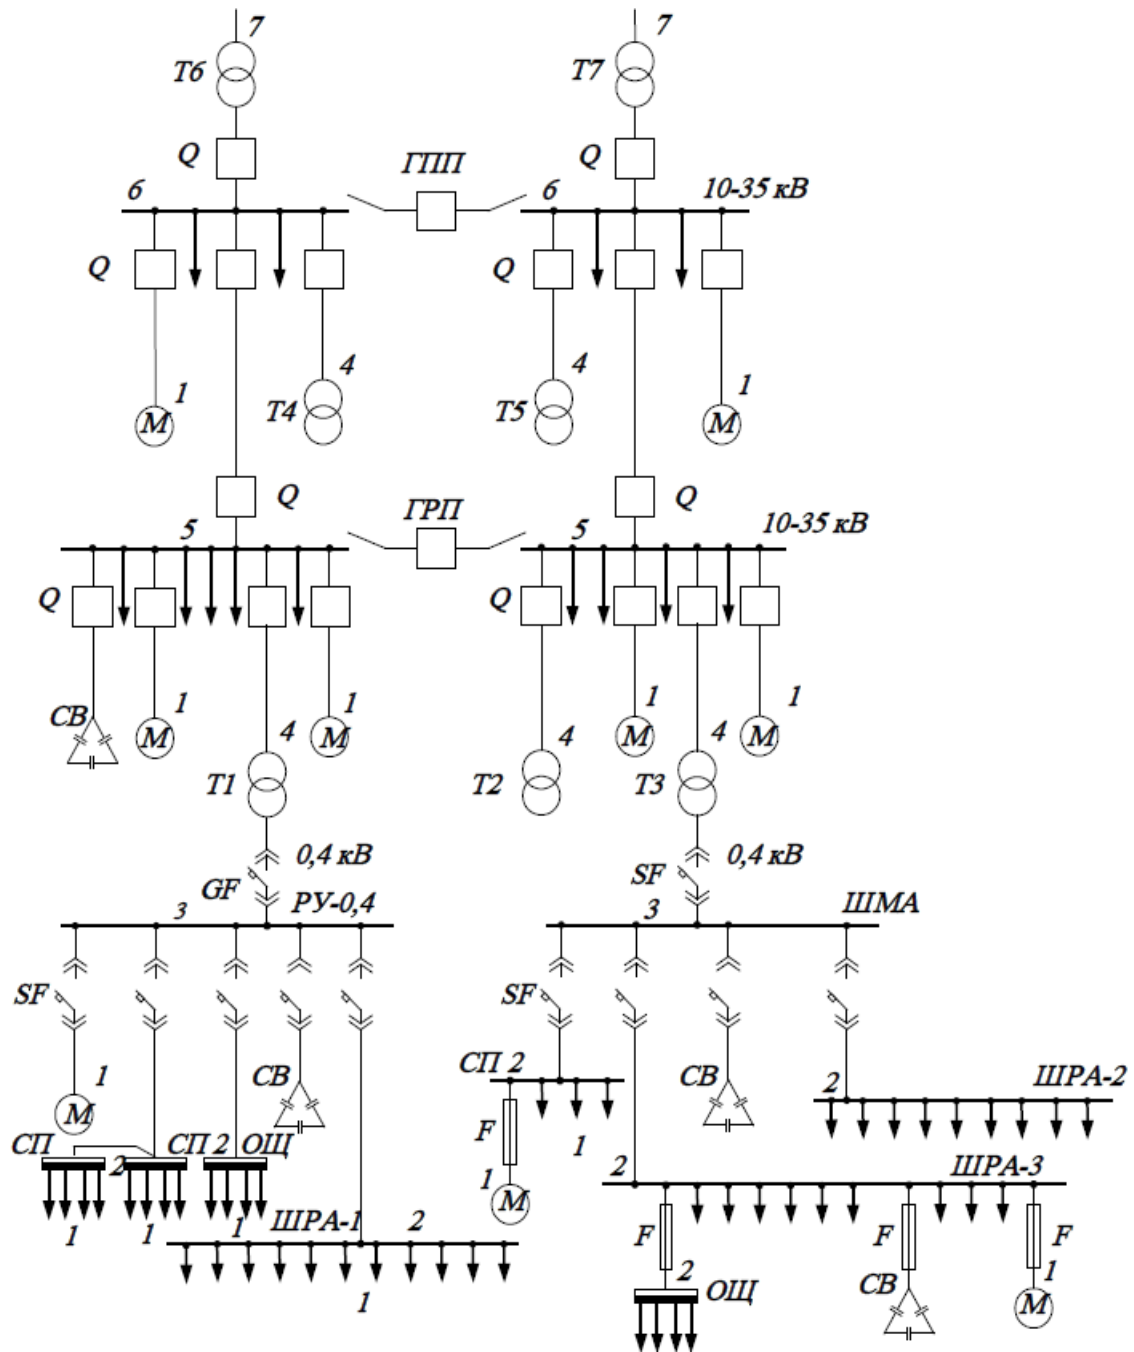 7 7
Т6 Т7
Q ГПП Q
6 6 10-35 кВ
Q Q
4 4
1 1
М Т4 Т5 М
Q ГРП Q
5 5 10-35 кВ
Q Q
СВ 1 1 1 1
М М М М
4 4 4
Т1 Т2 Т3
0,4 кВ 0,4 кВ
GF SF
3 РУ-0,4 3 ШМА
SF SF
1 СВ СП 2 СВ 2 ШРА-2
М F 1
СП 2 СП 2 ОЩ 2 ШРА-3
1 М
1 1 1 ШРА-1 2 F F F
1 2 ОЩ СВ 1
М